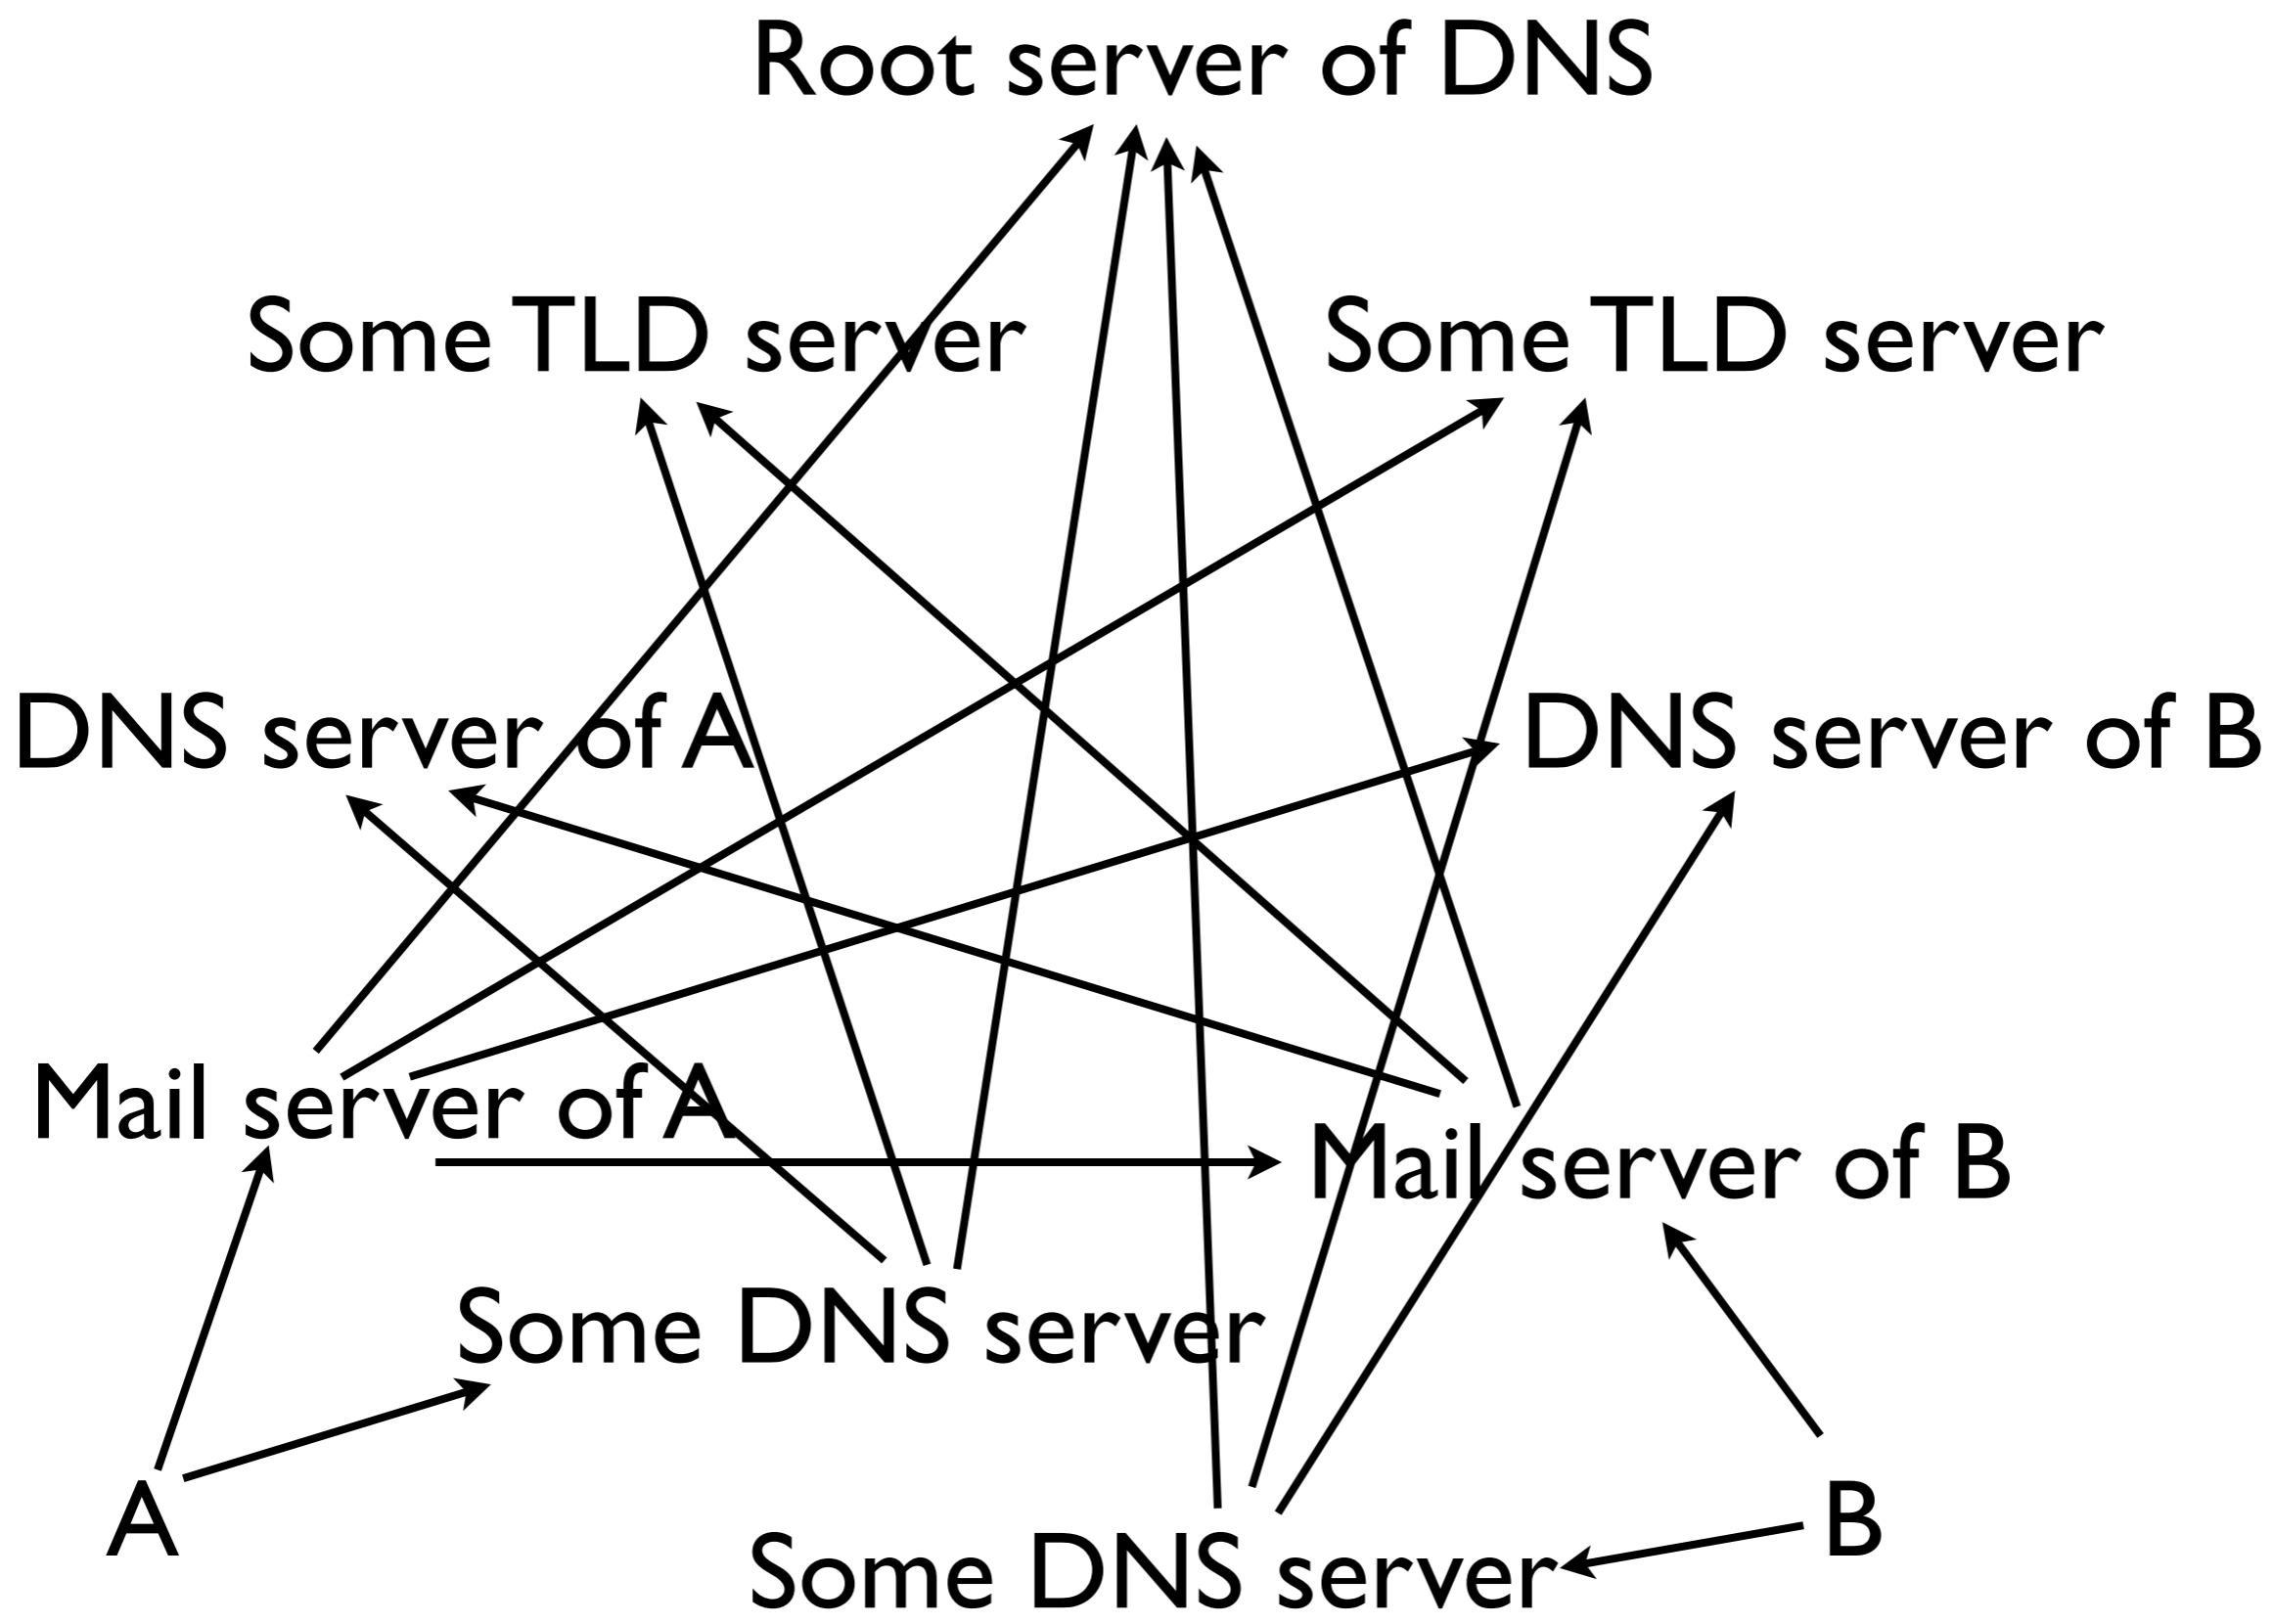 Root server of DNS
Some TLD server
Some TLD server
DNS server of A
DNS server of B
Mail server of A
Mail server of B
Some DNS server
A
B
Some DNS server